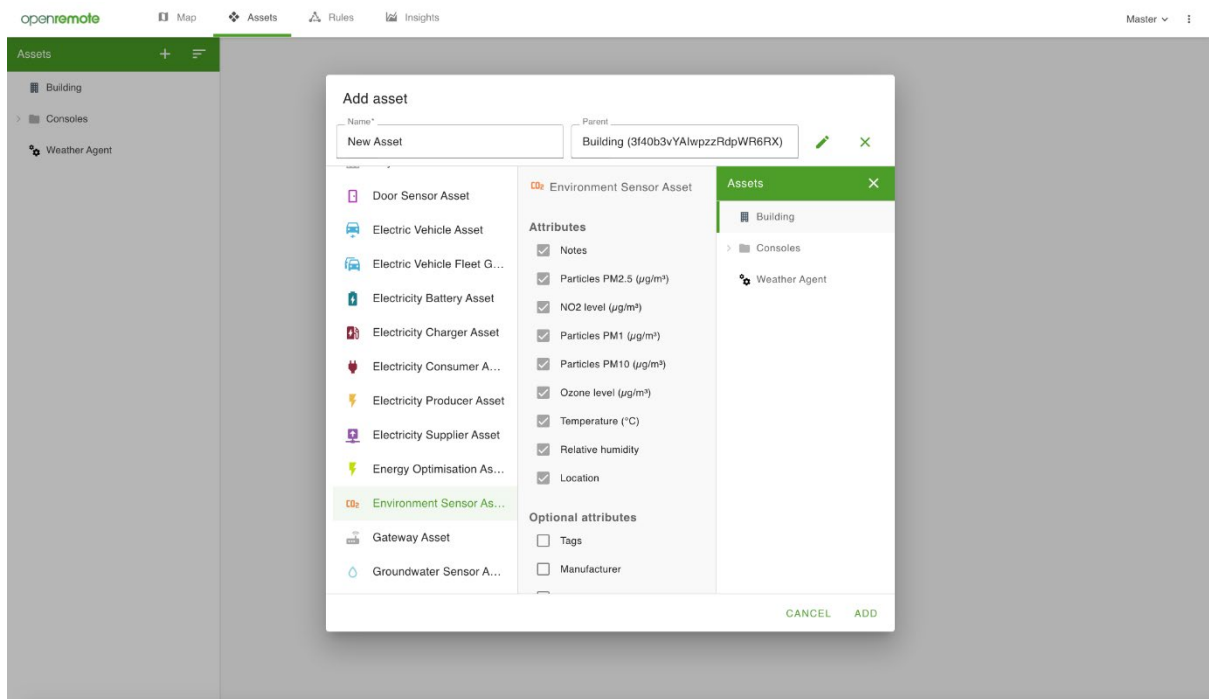 openremote
Map
Assets
Rules
Insights
Master
Assets
Building
Consoles
Weather Agent
Add asset
Name*
New Asset
Parent
Building (3f40b3vYAlwpzzRdpWR6RX)
Door Sensor Asset
Electric Vehicle Asset
Electric Vehicle Fleet G...
Electricity Battery Asset
Electricity Charger Asset
Electricity Consumer A...
Electricity Producer Asset
Electricity Supplier Asset
Energy Optimisation As...
CO₂ Environment Sensor As...
Gateway Asset
Groundwater Sensor A...
CO₂ Environment Sensor Asset
Attributes
Notes
Particles PM2.5 (µg/m³)
NO2 level (µg/m³)
Particles PM1 (µg/m³)
Particles PM10 (µg/m³)
Ozone level (µg/m³)
Temperature (°C)
Relative humidity
Location
Optional attributes
Tags
Manufacturer
Assets
Building
Consoles
Weather Agent
CANCEL
ADD